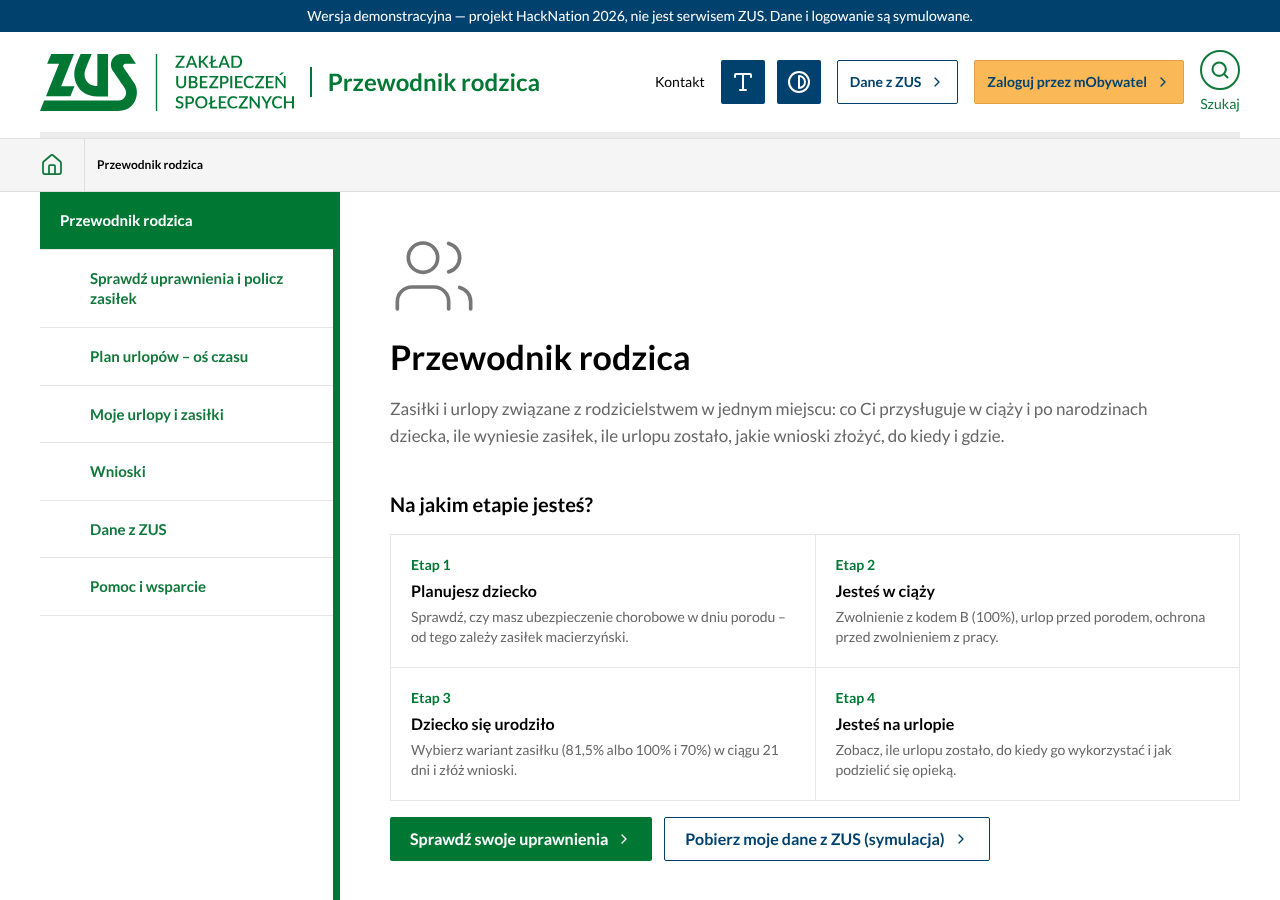 Wersja demonstracyjna — projekt HackNation 2026, nie jest serwisem ZUS. Dane i logowanie są symulowane.
ZUS
ZAKŁAD
UBEZPIECZEŃ
SPOŁECZNYCH
Przewodnik rodzica
Kontakt
Dane z ZUS
Zaloguj przez mObywatel
Szukaj
Przewodnik rodzica
Przewodnik rodzica
Sprawdź uprawnienia i policz
zasiłek
Plan urlopów – oś czasu
Moje urlopy i zasiłki
Wnioski
Dane z ZUS
Pomoc i wsparcie
Przewodnik rodzica
Zasiłki i urlopy związane z rodzicielstwem w jednym miejscu: co Ci przysługuje w ciąży i po narodzinach
dziecka, ile wyniesie zasiłek, ile urlopu zostało, jakie wnioski złożyć, do kiedy i gdzie.
Na jakim etapie jesteś?
Etap 1
Planujesz dziecko
Sprawdź, czy masz ubezpieczenie chorobowe w dniu porodu –
od tego zależy zasiłek macierzyński.
Etap 2
Jesteś w ciąży
Zwolnienie z kodem B (100%), urlop przed porodem, ochrona
przed zwolnieniem z pracy.
Etap 3
Dziecko się urodziło
Wybierz wariant zasiłku (81,5% albo 100% i 70%) w ciągu 21
dni i złóż wnioski.
Etap 4
Jesteś na urlopie
Zobacz, ile urlopu zostało, do kiedy go wykorzystać i jak
podzielić się opieką.
Sprawdź swoje uprawnienia
Pobierz moje dane z ZUS (symulacja)